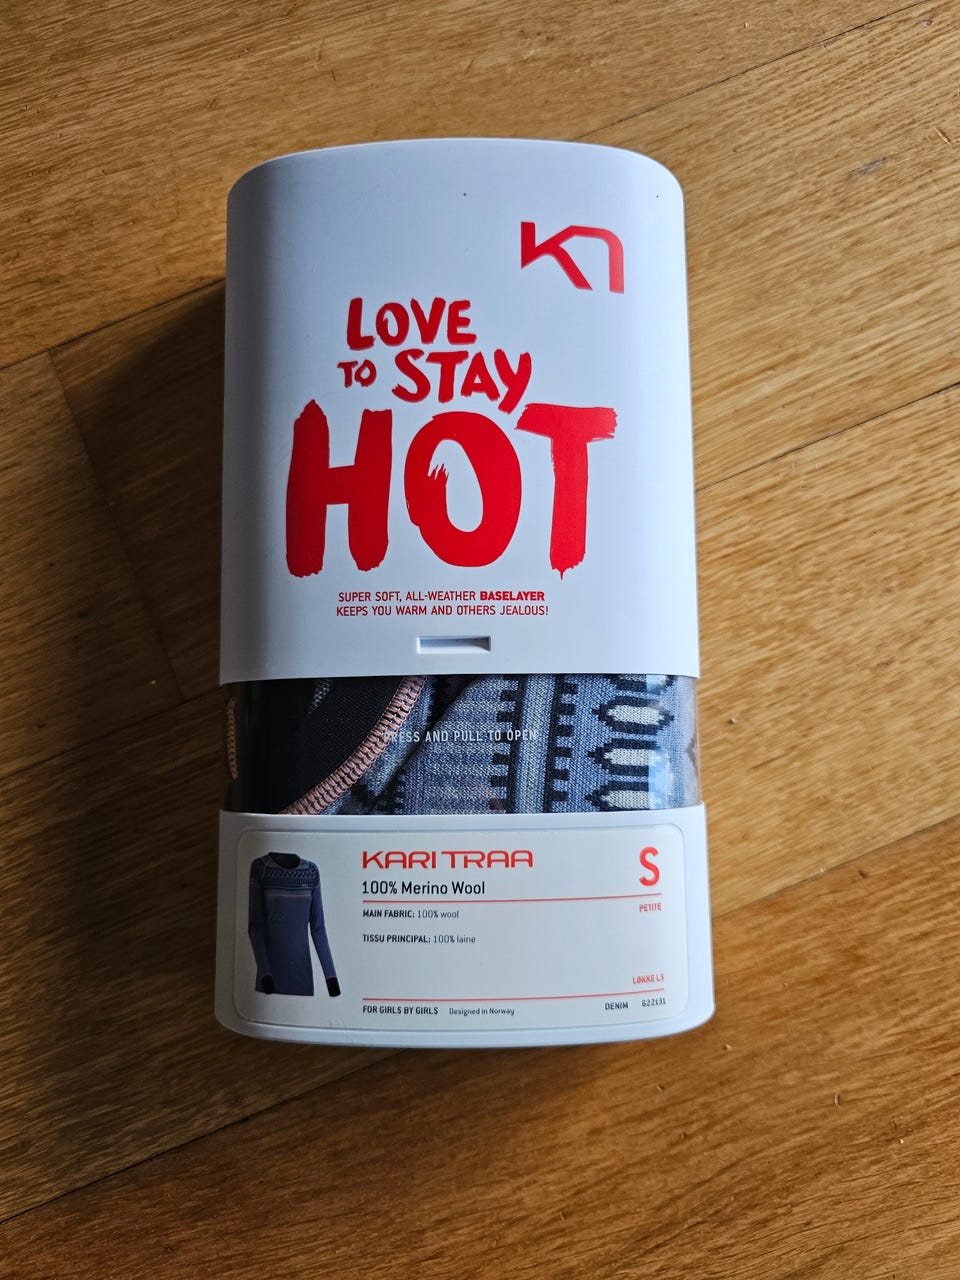 LOVE
TO STAY
HOT
SUPER SOFT, ALL-WEATHER BASELAYER
KEEPS YOU WARM AND OTHERS JEALOUS!
PRESS AND PULL TO OPEN
KARI TRAA
S
100% Merino Wool
PETITE
MAIN FABRIC: 100% wool
TISSU PRINCIPAL: 100% laine
LØKKE LS
FOR GIRLS BY GIRLS Designed in Norway DENIM 622131